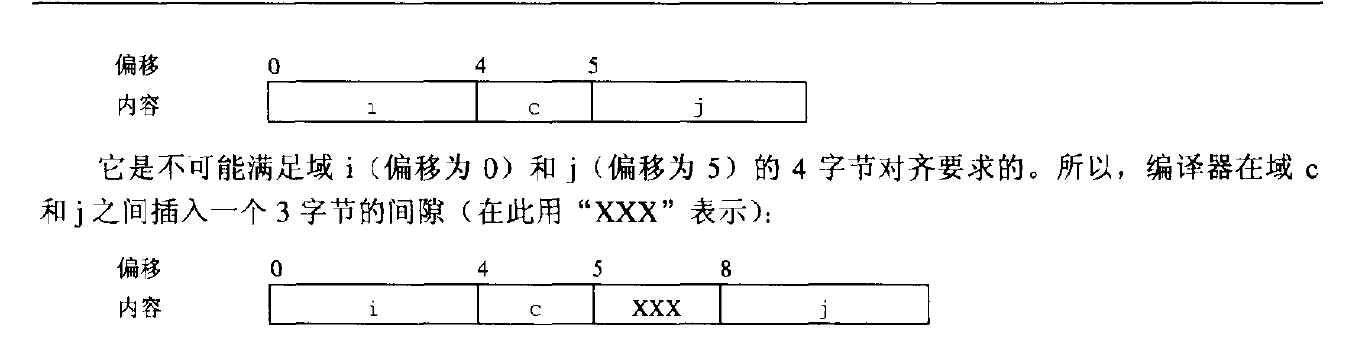 偏移 0 4 5
内容 i c j
它是不可能满足域 i（偏移为 0）和 j（偏移为 5）的 4 字节对齐要求的。所以，编译器在域 c
和 j 之间插入一个 3 字节的间隙（在此用“XXX”表示）：
偏移 0 4 5 8
内容 i c XXX j